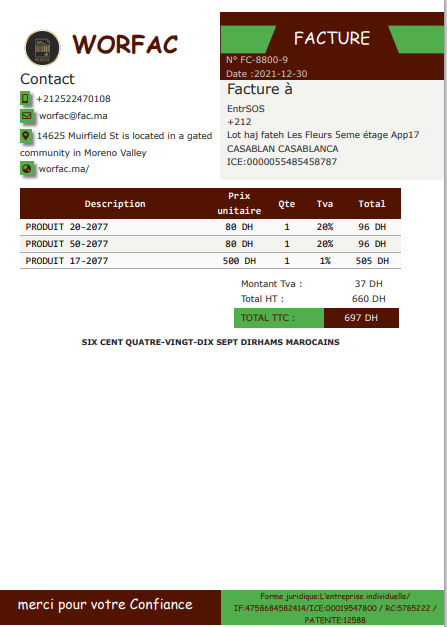 WORFAC
FACTURE
N° FC-8800-9
Date :2021-12-30
Contact
+212522470108
worfac@fac.ma
14625 Muirfield St is located in a gated
community in Moreno Valley
worfac.ma/
Facture à
EntrSOS
+212
Lot haj fateh Les Fleurs 5eme étage App17
CASABLAN CASABLANCA
ICE:0000055485458787
Description Prix unitaire Qte Tva Total
PRODUIT 20-2077 80 DH 1 20% 96 DH
PRODUIT 50-2077 80 DH 1 20% 96 DH
PRODUIT 17-2077 500 DH 1 1% 505 DH
Montant Tva : 37 DH
Total HT : 660 DH
TOTAL TTC : 697 DH
SIX CENT QUATRE-VINGT-DIX SEPT DIRHAMS MAROCAINS
merci pour votre Confiance
Forme juridique:L'entreprise individuelle/
IF:4758684582414/ICE:00019547800 / RC:5785222 /
PATENTE:12588